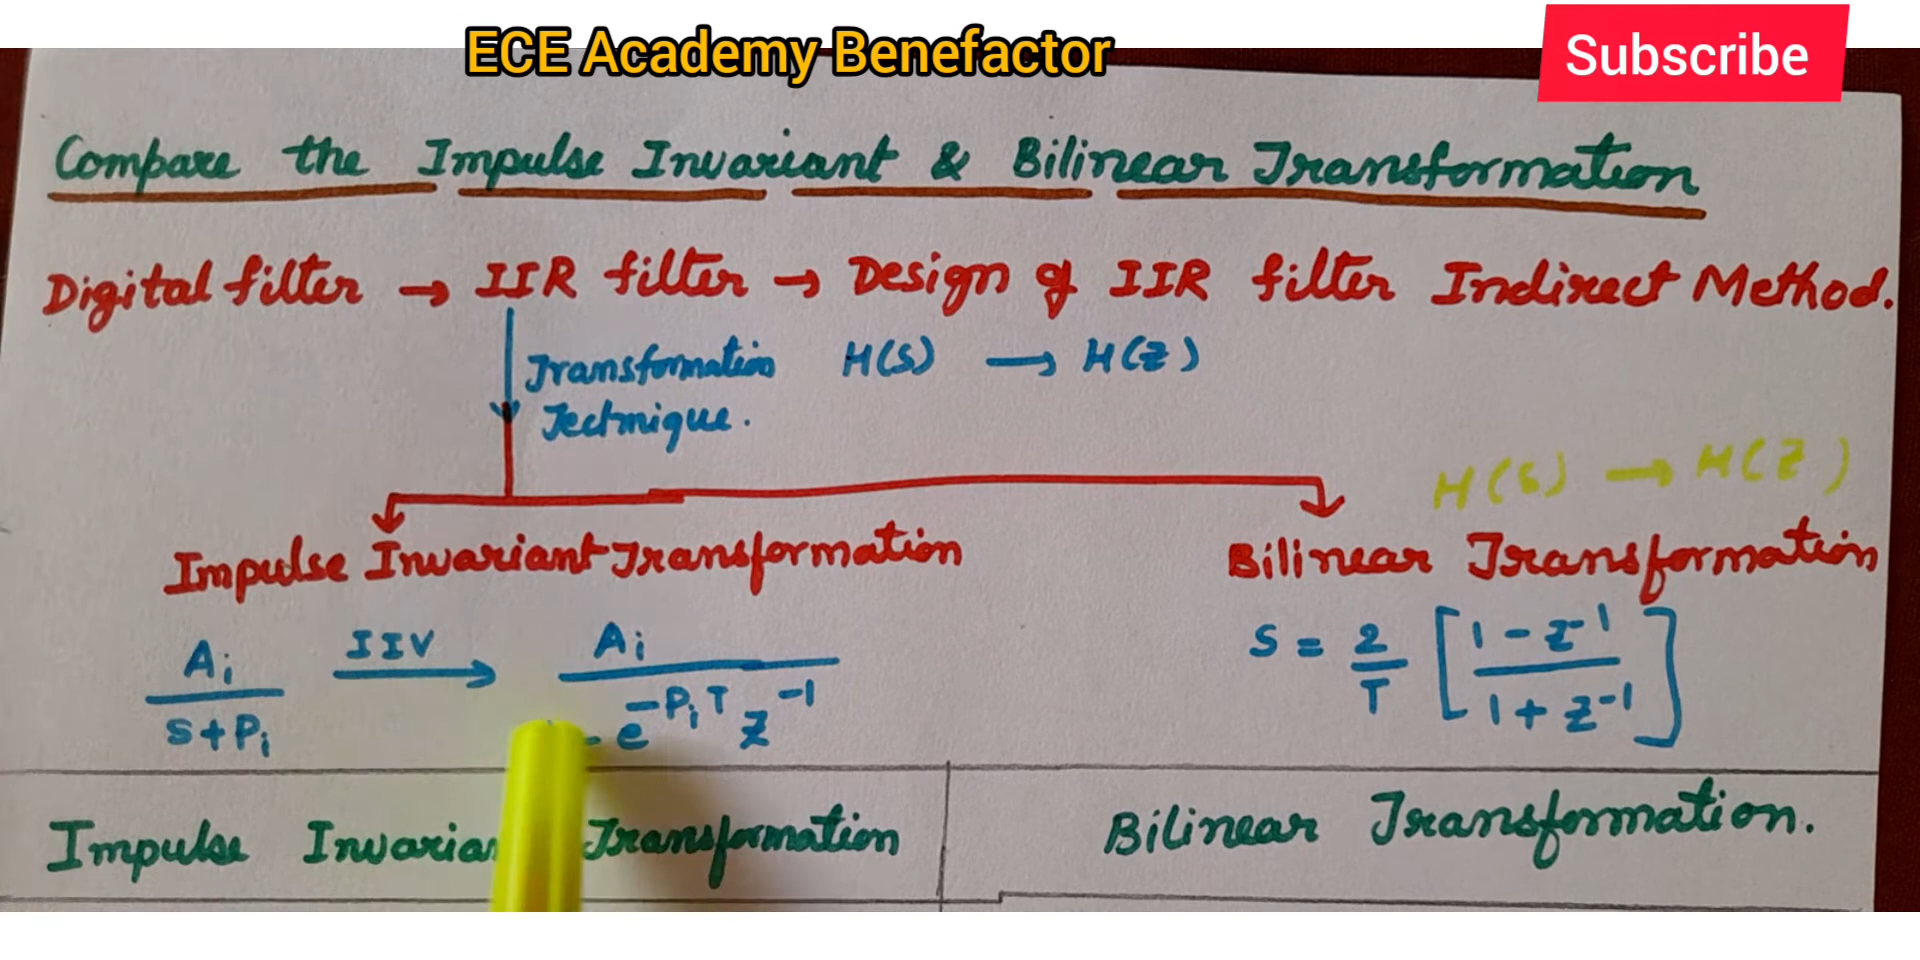 ECE Academy Benefactor
Subscribe
Compare the Impulse Invariant & Bilinear Transformation
Digital filter → IIR filter → Design of IIR filter Indirect Method.
Transformation H(S) → H(Z)
Technique.
H(S) → H(Z)
Impulse Invariant Transformation
Bilinear Transformation
Ai / S+Pi IIV → Ai / - e^-PiT z^-1
S = 2/T [1 - z^-1 / 1 + z^-1]
Impulse Transformation
Bilinear Transformation.